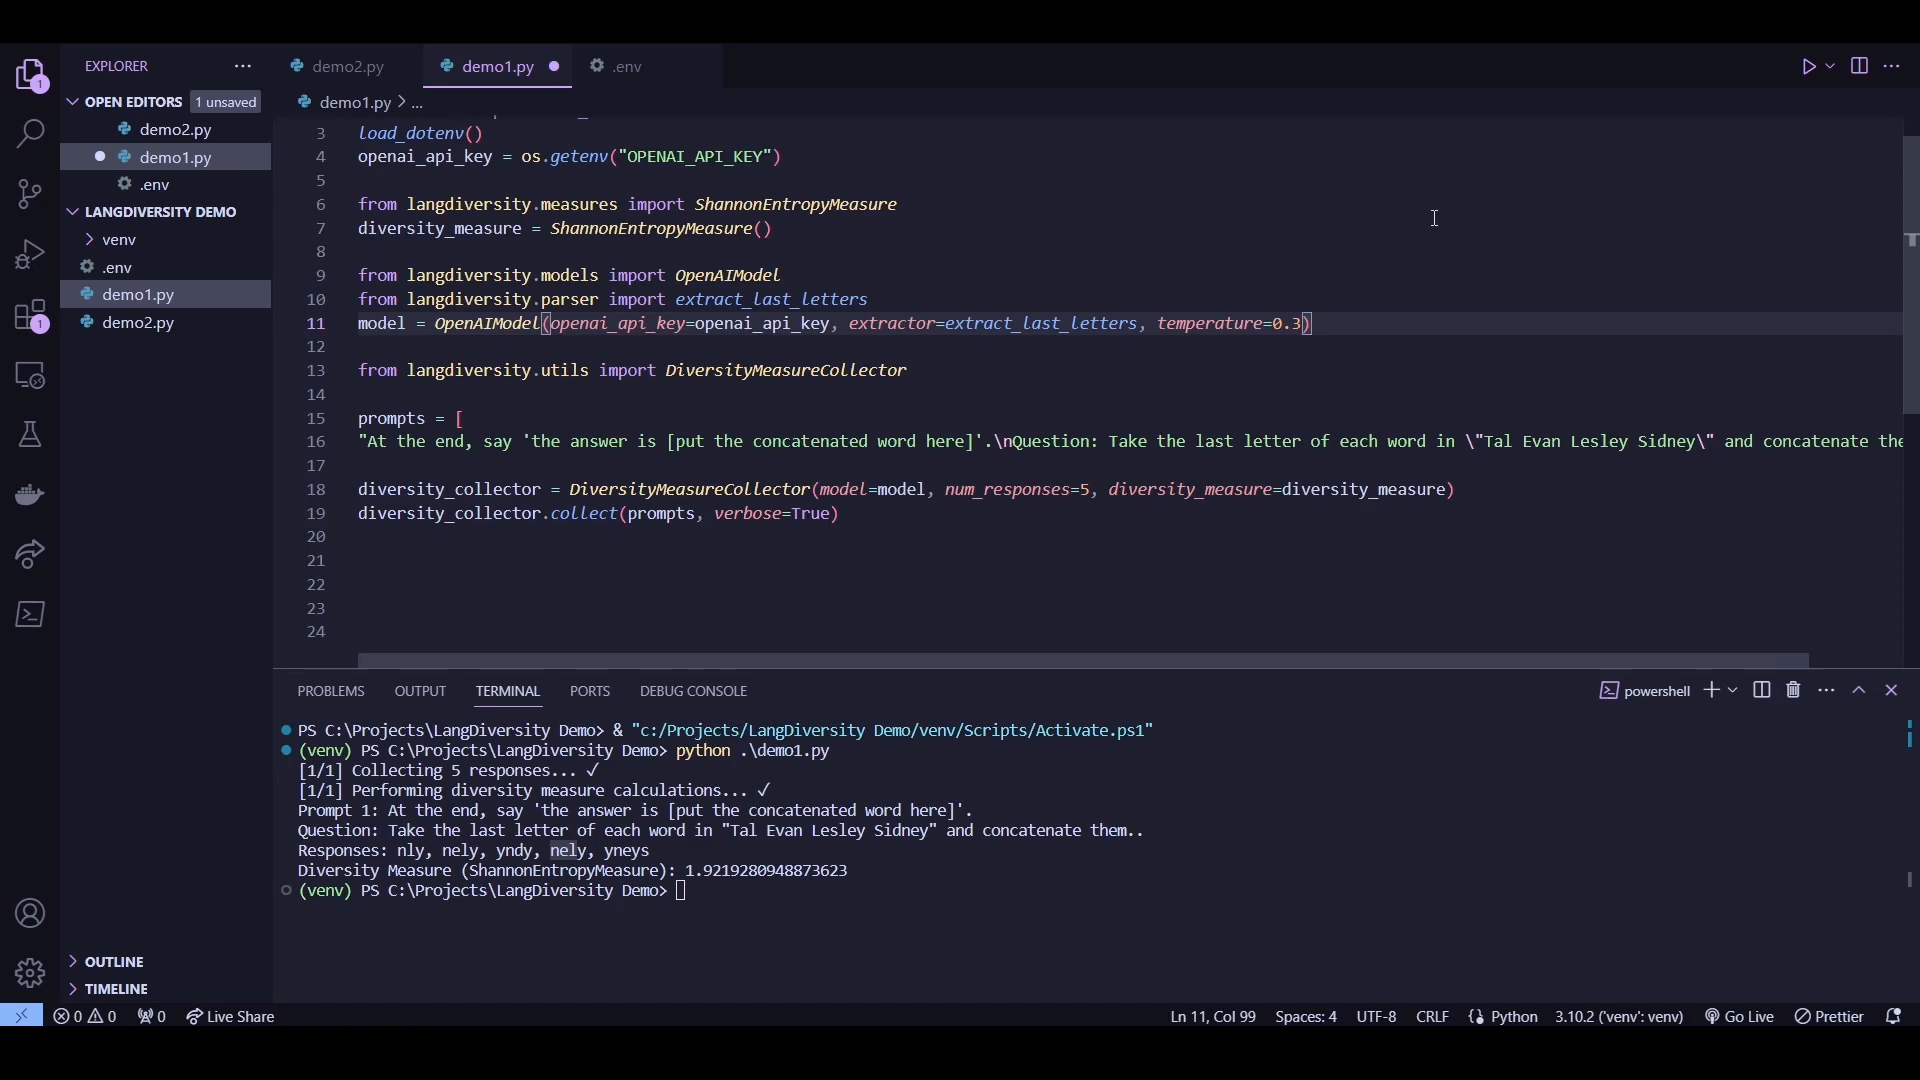 EXPLORER
OPEN EDITORS 1 unsaved
demo2.py
demo1.py
.env
LANGDIVERSITY DEMO
venv
.env
demo1.py
demo2.py
OUTLINE
TIMELINE
1
1
demo2.py demo1.py .env
demo1.py > ...
3 load_dotenv()
4 openai_api_key = os.getenv("OPENAI_API_KEY")
5
6 from langdiversity.measures import ShannonEntropyMeasure
7 diversity_measure = ShannonEntropyMeasure()
8
9 from langdiversity.models import OpenAIModel
10 from langdiversity.parser import extract_last_letters
11 model = OpenAIModel(openai_api_key=openai_api_key, extractor=extract_last_letters, temperature=0.3)
12
13 from langdiversity.utils import DiversityMeasureCollector
14
15 prompts = [
16 "At the end, say 'the answer is [put the concatenated word here]'.\nQuestion: Take the last letter of each word in \"Tal Evan Lesley Sidney\" and concatenate the
17
18 diversity_collector = DiversityMeasureCollector(model=model, num_responses=5, diversity_measure=diversity_measure)
19 diversity_collector.collect(prompts, verbose=True)
20
21
22
23
24
PROBLEMS OUTPUT TERMINAL PORTS DEBUG CONSOLE powershell
PS C:\Projects\LangDiversity Demo> & "c:/Projects/LangDiversity Demo/venv/Scripts/Activate.ps1"
(venv) PS C:\Projects\LangDiversity Demo> python .\demo1.py
[1/1] Collecting 5 responses... ✓
[1/1] Performing diversity measure calculations... ✓
Prompt 1: At the end, say 'the answer is [put the concatenated word here]'.
Question: Take the last letter of each word in "Tal Evan Lesley Sidney" and concatenate them..
Responses: nly, nely, yndy, nely, yneys
Diversity Measure (ShannonEntropyMeasure): 1.9219280948873623
(venv) PS C:\Projects\LangDiversity Demo>
0 0 0 Live Share Ln 11, Col 99 Spaces: 4 UTF-8 CRLF Python 3.10.2 ('venv': venv) Go Live Prettier